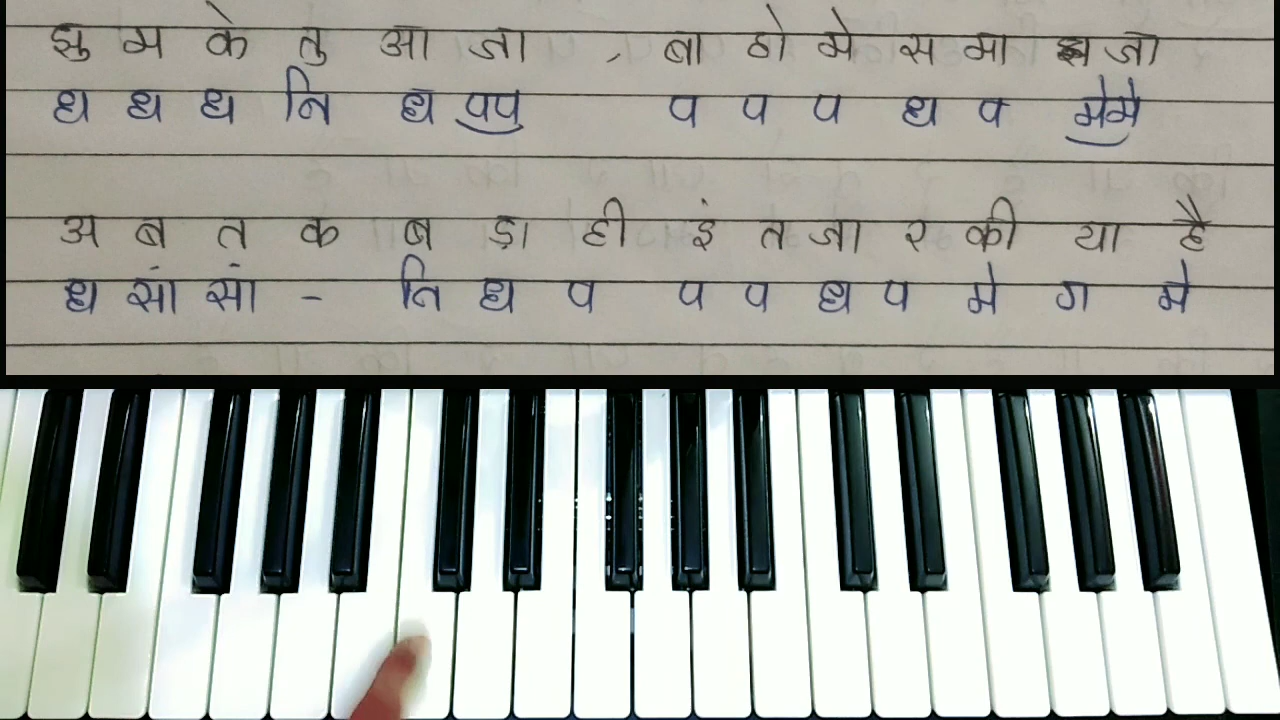 झु म के तु आ जा , बा हो मे स मा जा
ध ध ध नि ध पप प प प ध प मेमे
अ ब त क ब ड़ा ही इं त जा र की या है
ध सां सां - नि ध प प प ध प मे ग मे